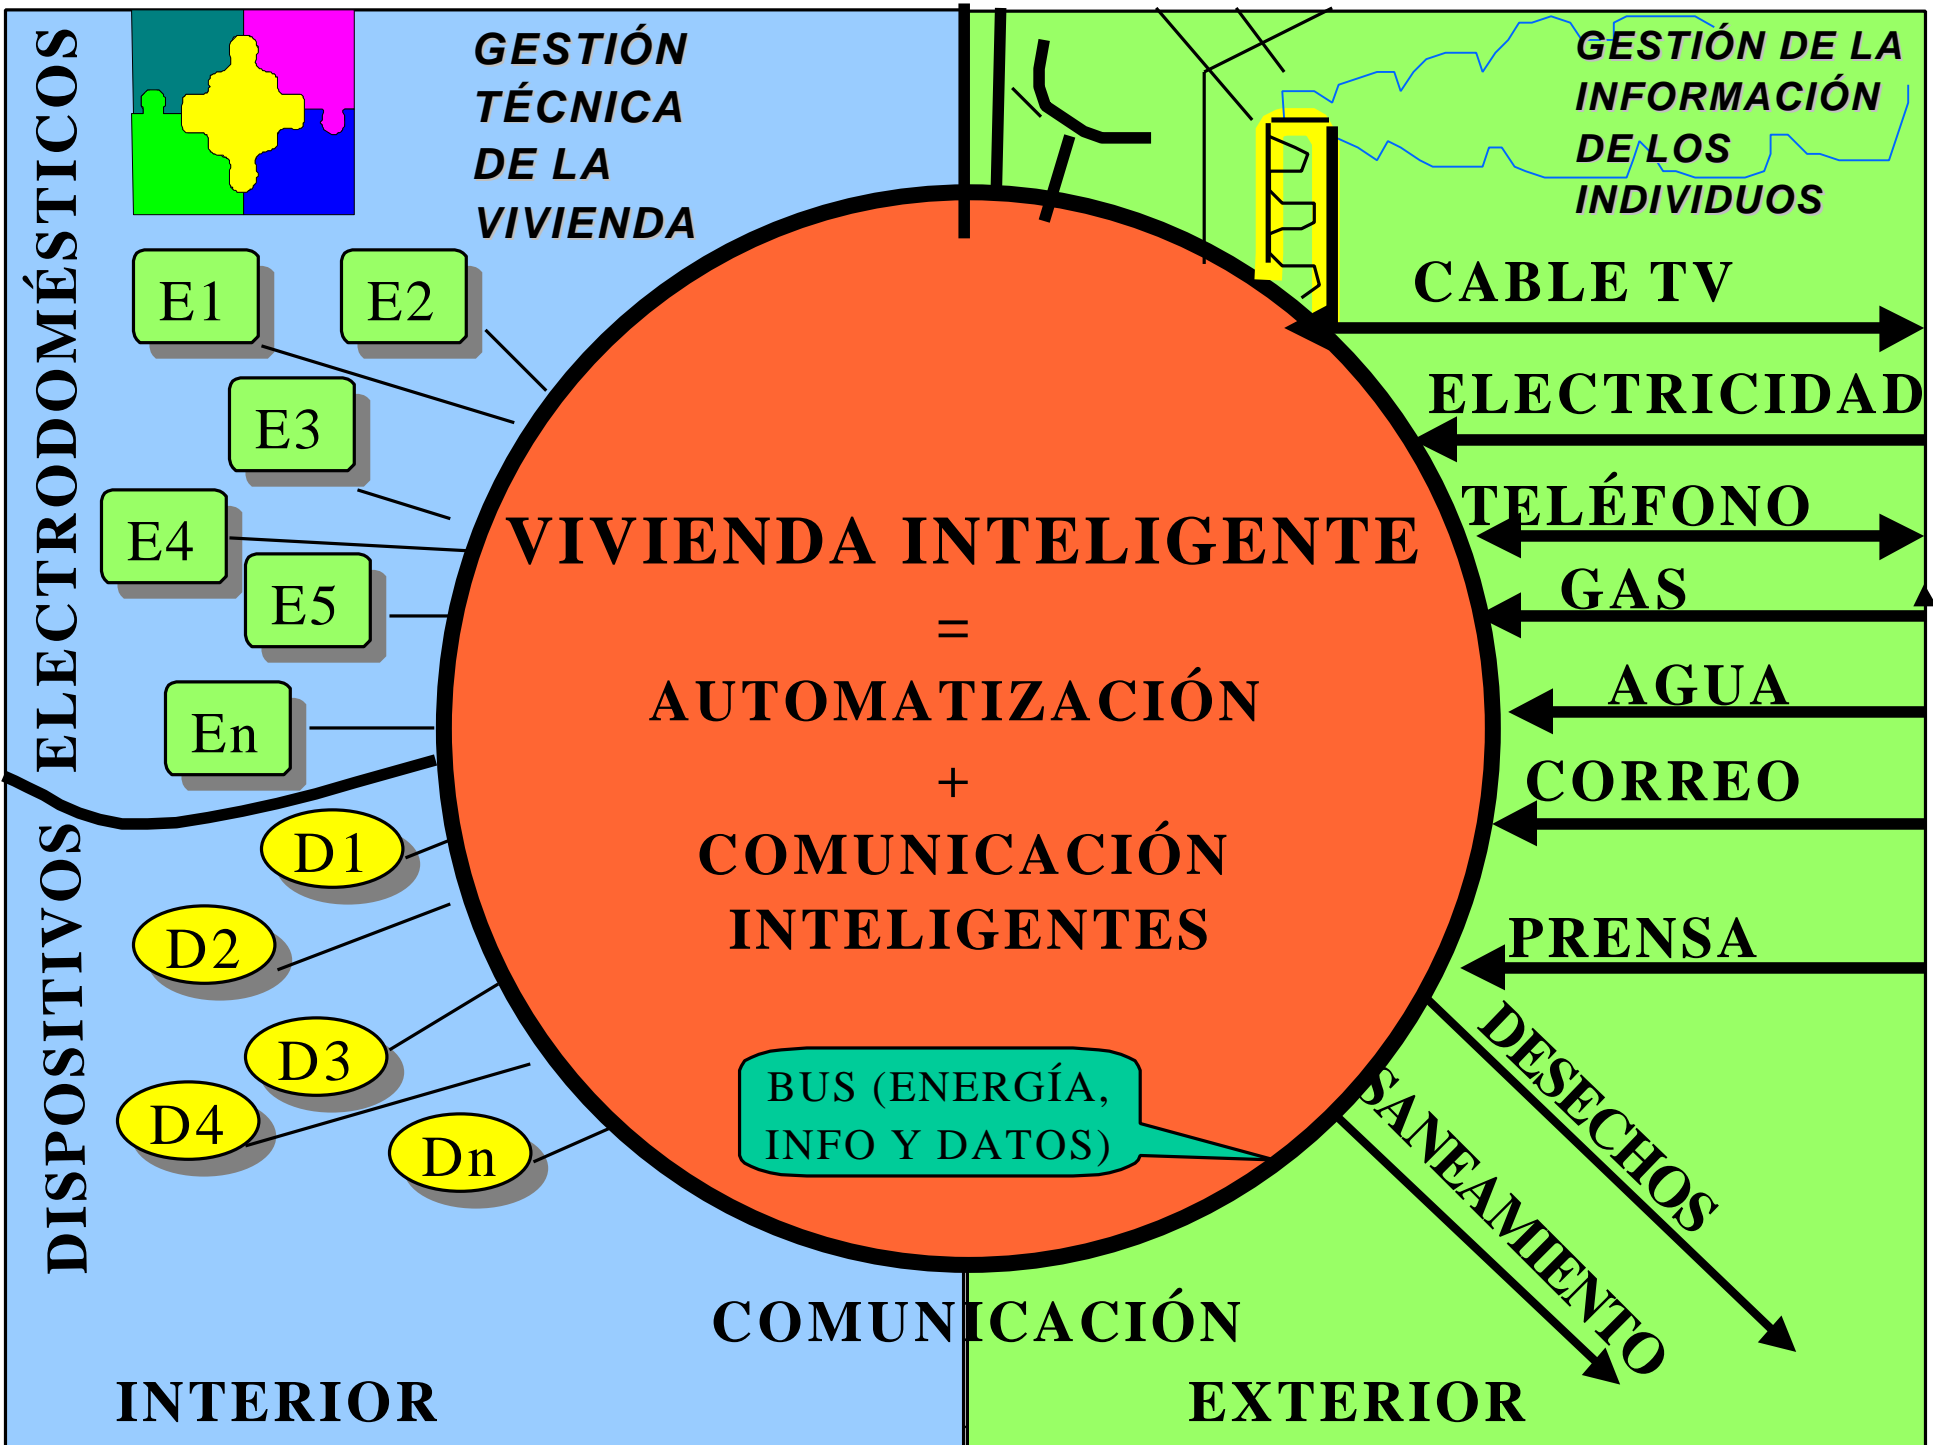 GESTIÓN
TÉCNICA
DE LA
VIVIENDA
GESTIÓN DE LA
INFORMACIÓN
DE LOS
INDIVIDUOS
ELECTRODOMÉSTICOS
E1
E2
E3
E4
E5
En
DISPOSITIVOS
D1
D2
D3
D4
Dn
VIVIENDA INTELIGENTE
=
AUTOMATIZACIÓN
+
COMUNICACIÓN
INTELIGENTES
BUS (ENERGÍA,
INFO Y DATOS)
CABLE TV
ELECTRICIDAD
TELÉFONO
GAS
AGUA
CORREO
PRENSA
DESECHOS
SANEAMIENTO
COMUNICACIÓN
INTERIOR
EXTERIOR